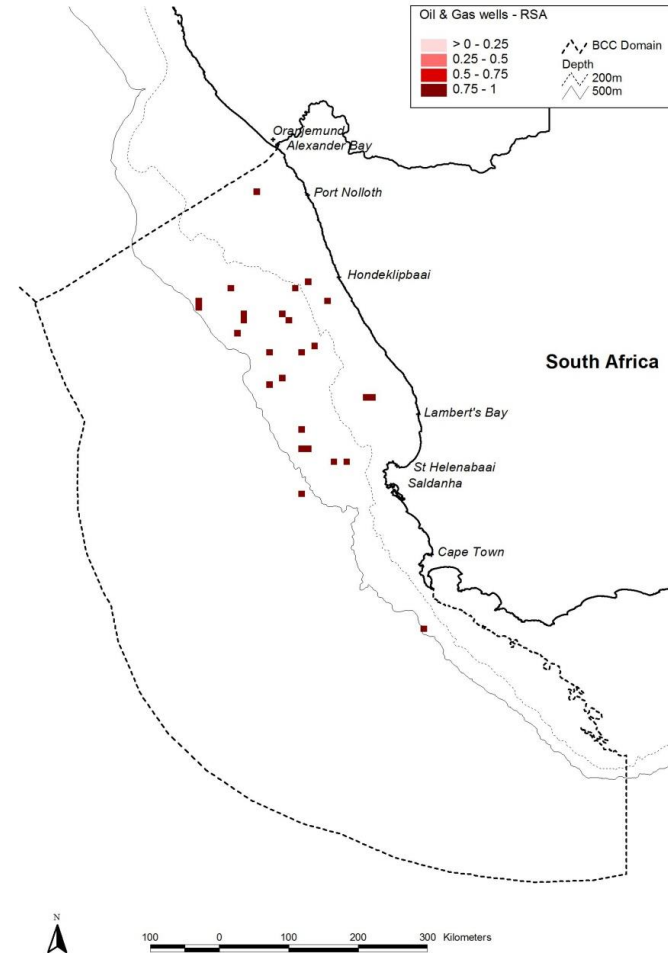 Oil & Gas wells - RSA
> 0 - 0.25
0.25 - 0.5
0.5 - 0.75
0.75 - 1
BCC Domain
Depth
200m
500m
Oranjemund
Alexander Bay
Port Nolloth
Hondeklipbaai
South Africa
Lambert's Bay
St Helenabaai
Saldanha
Cape Town
N
100 0 100 200 300 Kilometers